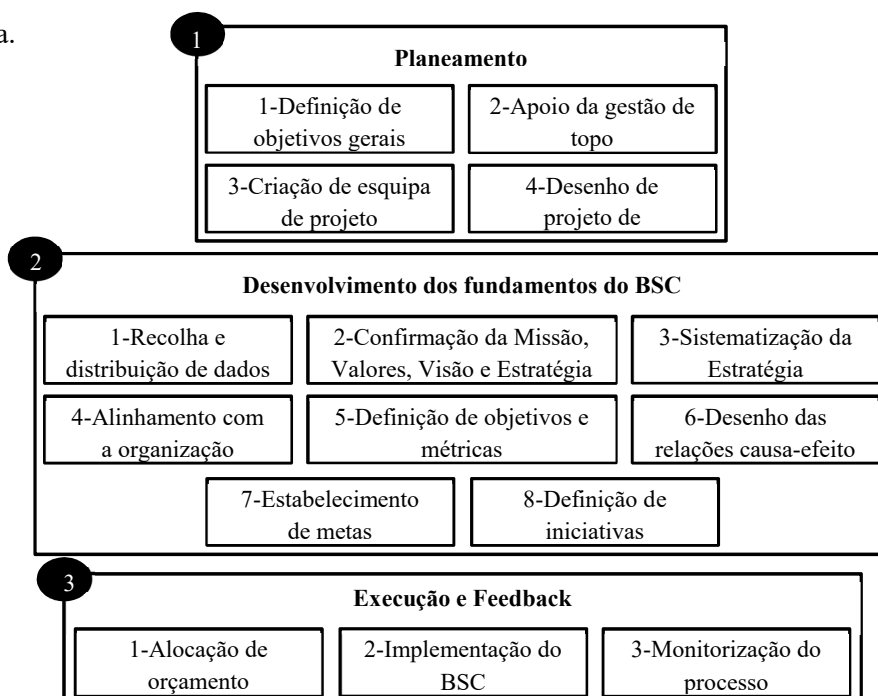 a.
1
Planeamento
1-Definição de
objetivos gerais
2-Apoio da gestão de
topo
3-Criação de esquipa
de projeto
4-Desenho de
projeto de
2
Desenvolvimento dos fundamentos do BSC
1-Recolha e
distribuição de dados
2-Confirmação da Missão,
Valores, Visão e Estratégia
3-Sistematização da
Estratégia
4-Alinhamento com
a organização
5-Definição de objetivos e
métricas
6-Desenho das
relações causa-efeito
7-Estabelecimento
de metas
8-Definição de
iniciativas
3
Execução e Feedback
1-Alocação de
orçamento
2-Implementação do
BSC
3-Monitorização do
processo